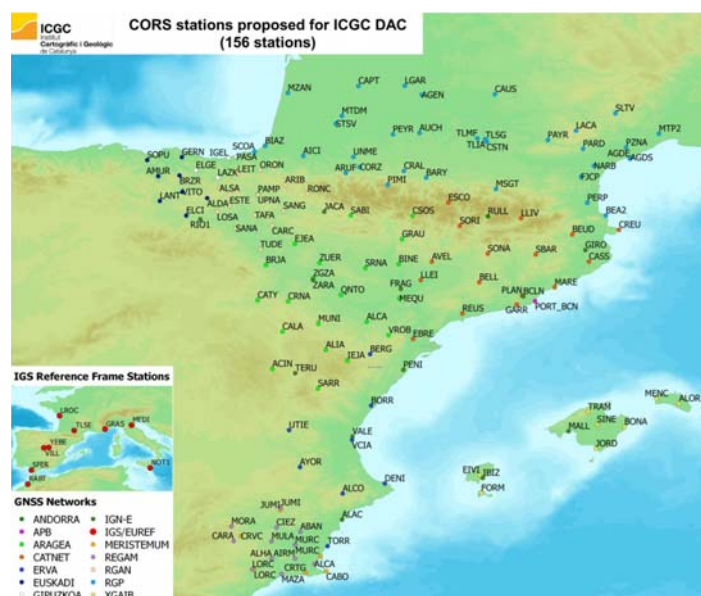 ICGC
Institut
Cartogràfic i Geològic
de Catalunya
CORS stations proposed for ICGC DAC
(156 stations)
MZAN
CAPT
LGAR
AGEN
CAUS
SLTV
MTDM
STSV
PEYR
AUCH
TLMF
TLSG
TLIA
CSTN
PAYR
LACA
PARD
PZNA
MTP2
AGDE
AGDS
SOPU
GERN
IGEL
SCOA
BIAZ
PASA
AICI
UNME
ARUF
CORZ
CRAL
BARY
NARB
AMUR
BRZR
ELGE
LAZK
LEIT
ORON
PIMI
MSGT
FJCP
LANT
VITO
ALDA
ALSA
ESTE
PAMP
UPNA
ARIB
RONC
SANG
JACA
SABI
CSOS
ESCO
SORI
RULL
LLIV
PERP
BEA2
ELCI
RIO1
LOSA
TAFA
SANA
CARC
TUDE
EJEA
GRAU
BEUD
CREU
GIRO
CASS
BRJA
ZUER
SRNA
BINE
AVEL
SONA
SBAR
ZGZA
ZARA
FRAG
LLEI
BELL
PLAN
BCLN
MARE
CATY
CRNA
QNTO
MEQU
REUS
GARR
PORT_BCN
CALA
MUNI
ALCA
VROB
EBRE
ALIA
IEJA
BERG
ACIN
TERU
PENI
SARR
BORR
UTIE
VALE
VCIA
AYOR
ALCO
DENI
MENC
ALOR
TRAM
SINE
MALL
BONA
JORD
EIVI
IBIZ
FORM
JUMI
JUMI
ALAC
MORA
CIEZ
ABAN
CARA
CRVC
MULA
MURC
TORR
ALHA
AIRM
MURC
LORC
LORC
CRTG
ALCA
MAZA
CABO
IGS Reference Frame Stations
LROC
TLSE
GRAS
MEDI
YEBE
VILL
SFER
RABT
NOT1
GNSS Networks
ANDORRA
IGN-E
APB
IGS/EUREF
ARAGEA
MERISTEMUM
CATNET
REGAM
ERVA
RGAN
EUSKADI
RGP
GIPUZKOA
XGAIB